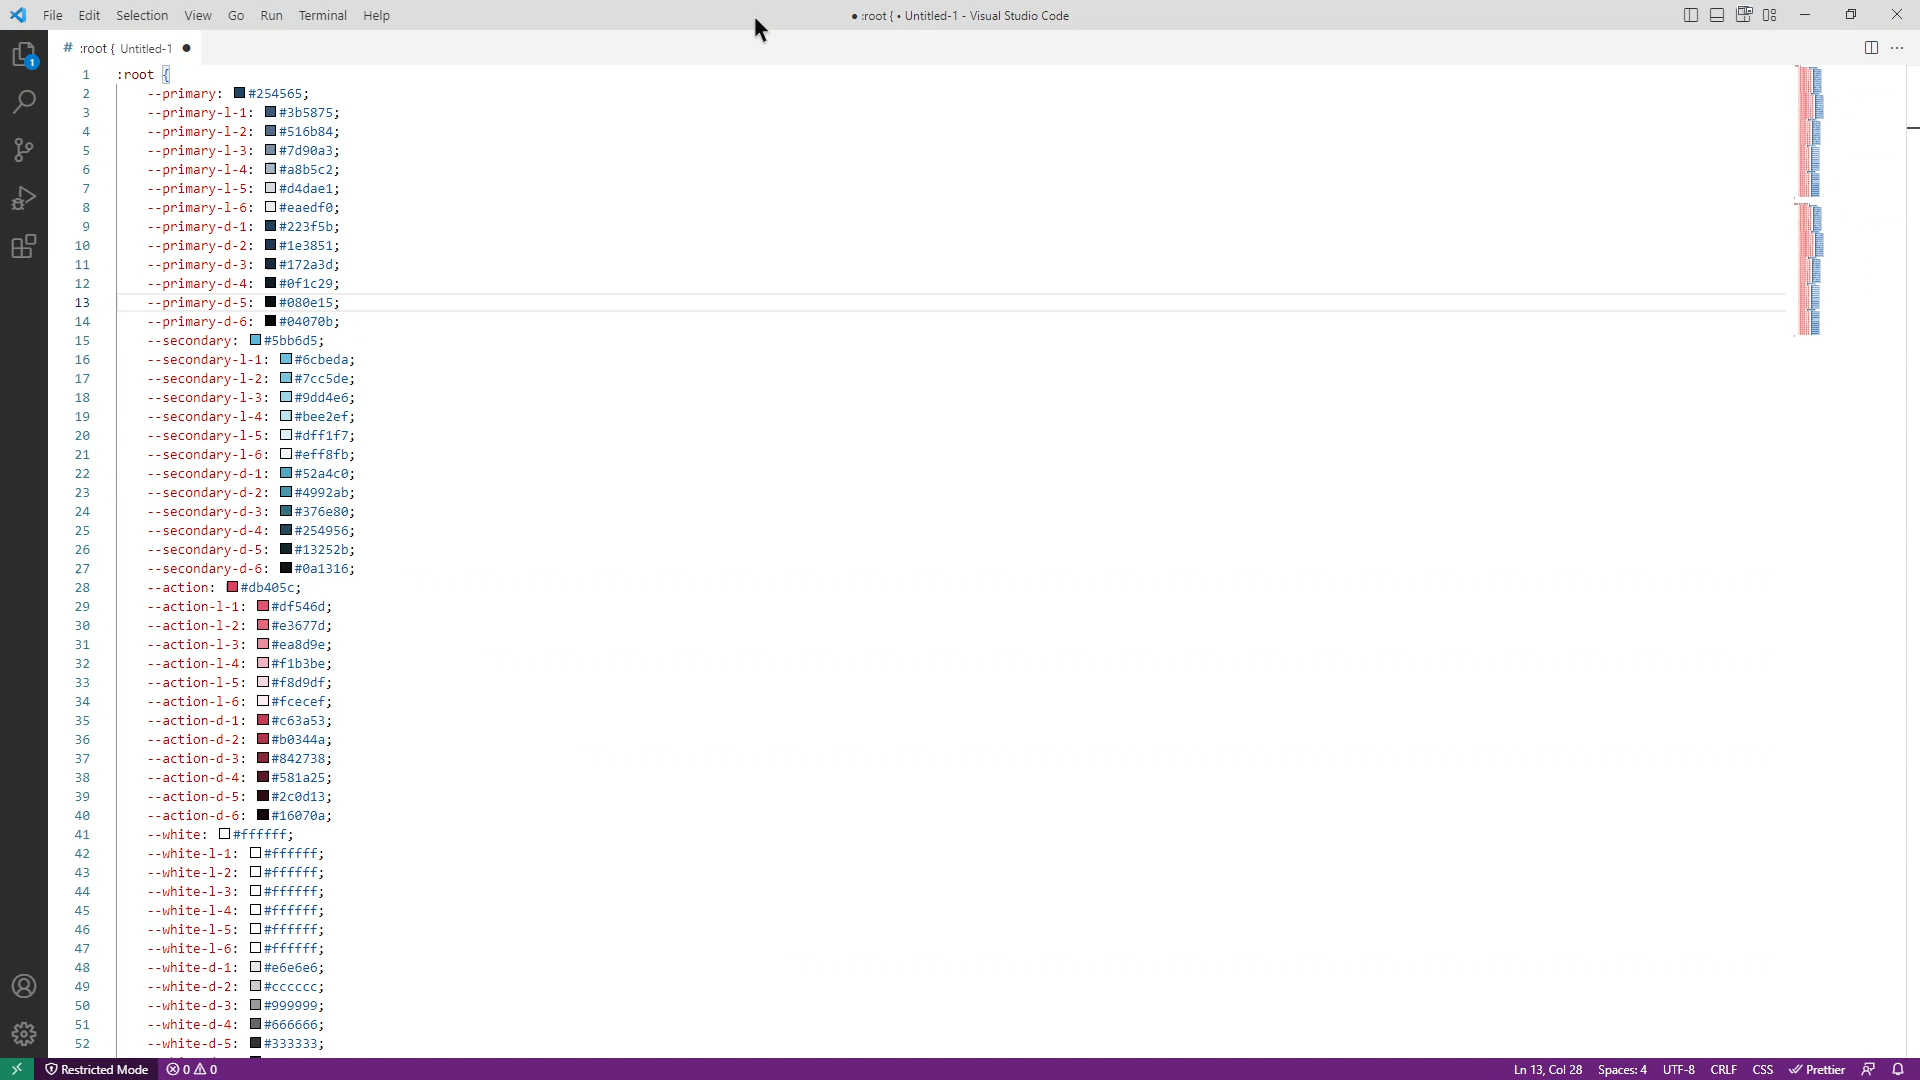 File Edit Selection View Go Run Terminal Help
● :root { • Untitled-1 - Visual Studio Code
# :root { Untitled-1 ●
1
1 :root {
2 --primary: #254565;
3 --primary-l-1: #3b5875;
4 --primary-l-2: #516b84;
5 --primary-l-3: #7d90a3;
6 --primary-l-4: #a8b5c2;
7 --primary-l-5: #d4dae1;
8 --primary-l-6: #eaedf0;
9 --primary-d-1: #223f5b;
10 --primary-d-2: #1e3851;
11 --primary-d-3: #172a3d;
12 --primary-d-4: #0f1c29;
13 --primary-d-5: #080e15;
14 --primary-d-6: #04070b;
15 --secondary: #5bb6d5;
16 --secondary-l-1: #6cbeda;
17 --secondary-l-2: #7cc5de;
18 --secondary-l-3: #9dd4e6;
19 --secondary-l-4: #bee2ef;
20 --secondary-l-5: #dff1f7;
21 --secondary-l-6: #eff8fb;
22 --secondary-d-1: #52a4c0;
23 --secondary-d-2: #4992ab;
24 --secondary-d-3: #376e80;
25 --secondary-d-4: #254956;
26 --secondary-d-5: #13252b;
27 --secondary-d-6: #0a1316;
28 --action: #db405c;
29 --action-l-1: #df546d;
30 --action-l-2: #e3677d;
31 --action-l-3: #ea8d9e;
32 --action-l-4: #f1b3be;
33 --action-l-5: #f8d9df;
34 --action-l-6: #fcecef;
35 --action-d-1: #c63a53;
36 --action-d-2: #b0344a;
37 --action-d-3: #842738;
38 --action-d-4: #581a25;
39 --action-d-5: #2c0d13;
40 --action-d-6: #16070a;
41 --white: #ffffff;
42 --white-l-1: #ffffff;
43 --white-l-2: #ffffff;
44 --white-l-3: #ffffff;
45 --white-l-4: #ffffff;
46 --white-l-5: #ffffff;
47 --white-l-6: #ffffff;
48 --white-d-1: #e6e6e6;
49 --white-d-2: #cccccc;
50 --white-d-3: #999999;
51 --white-d-4: #666666;
52 --white-d-5: #333333;
Restricted Mode 0 0 Ln 13, Col 28 Spaces: 4 UTF-8 CRLF CSS Prettier